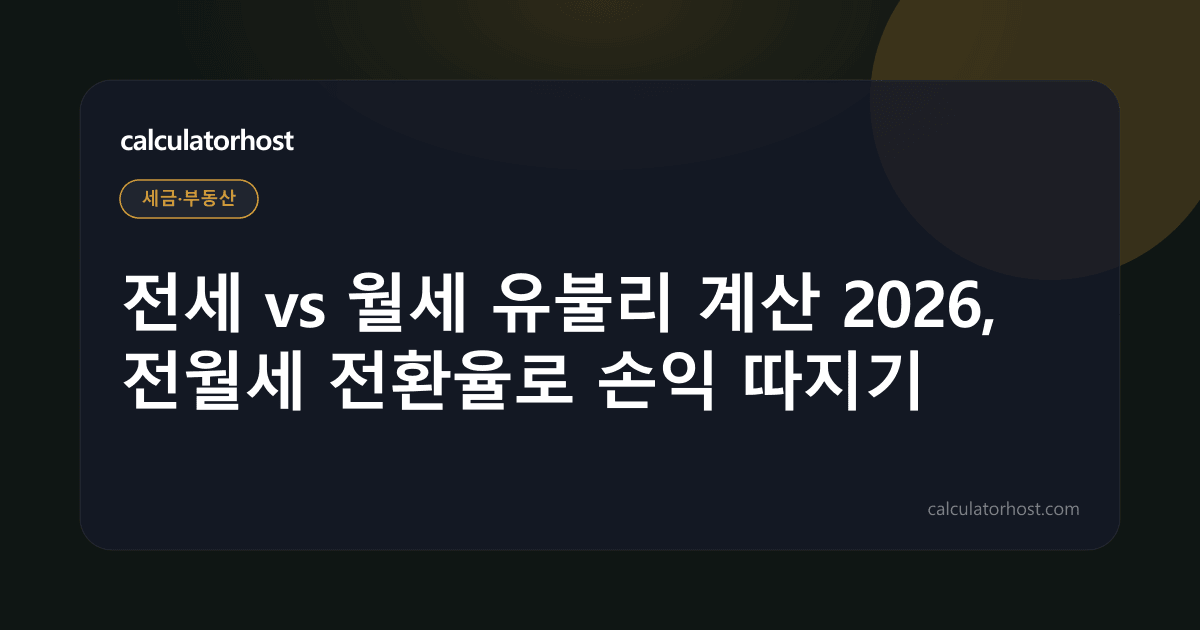 calculatorhost
세금·부동산
전세 vs 월세 유불리 계산 2026,
전월세 전환율로 손익 따지기
calculatorhost.com